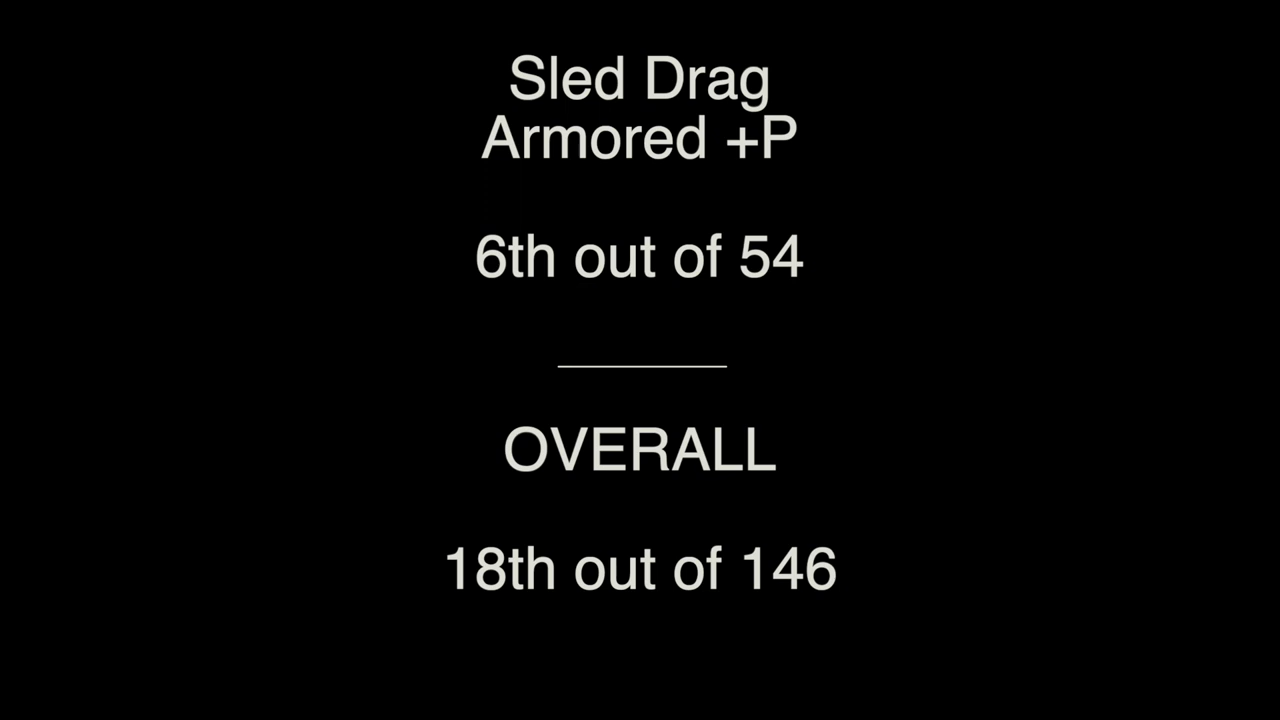 Sled Drag
Armored +P
6th out of 54
OVERALL
18th out of 146